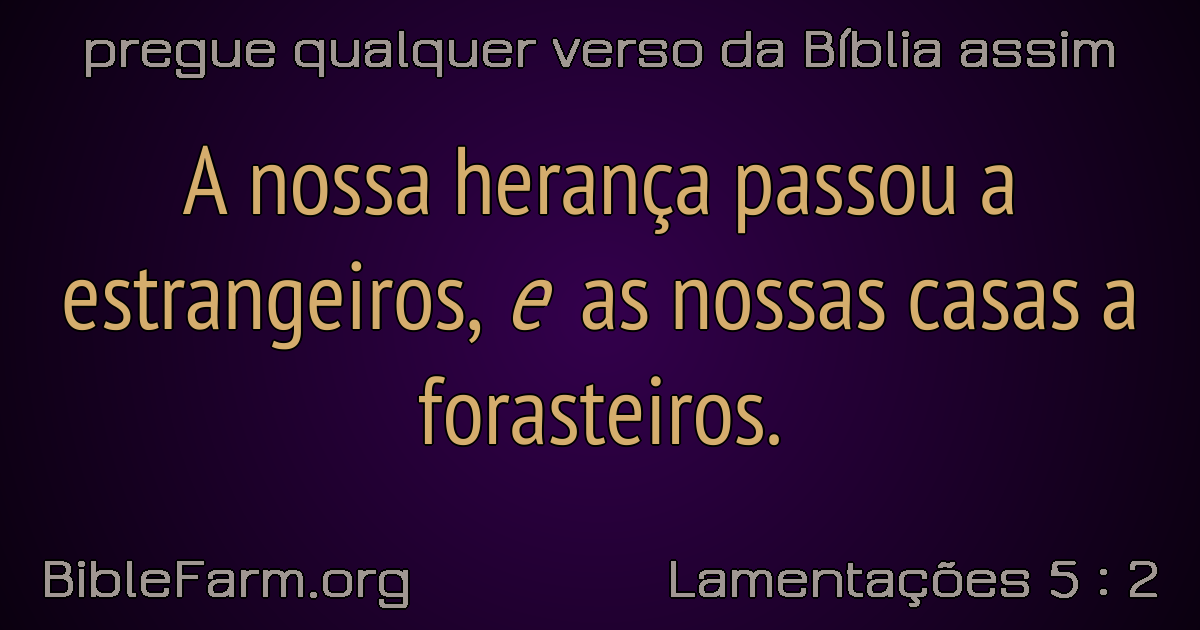 pregue qualquer verso da Bíblia assim
A nossa herança passou a
estrangeiros, e as nossas casas a
forasteiros.
BibleFarm.org
Lamentações 5 : 2